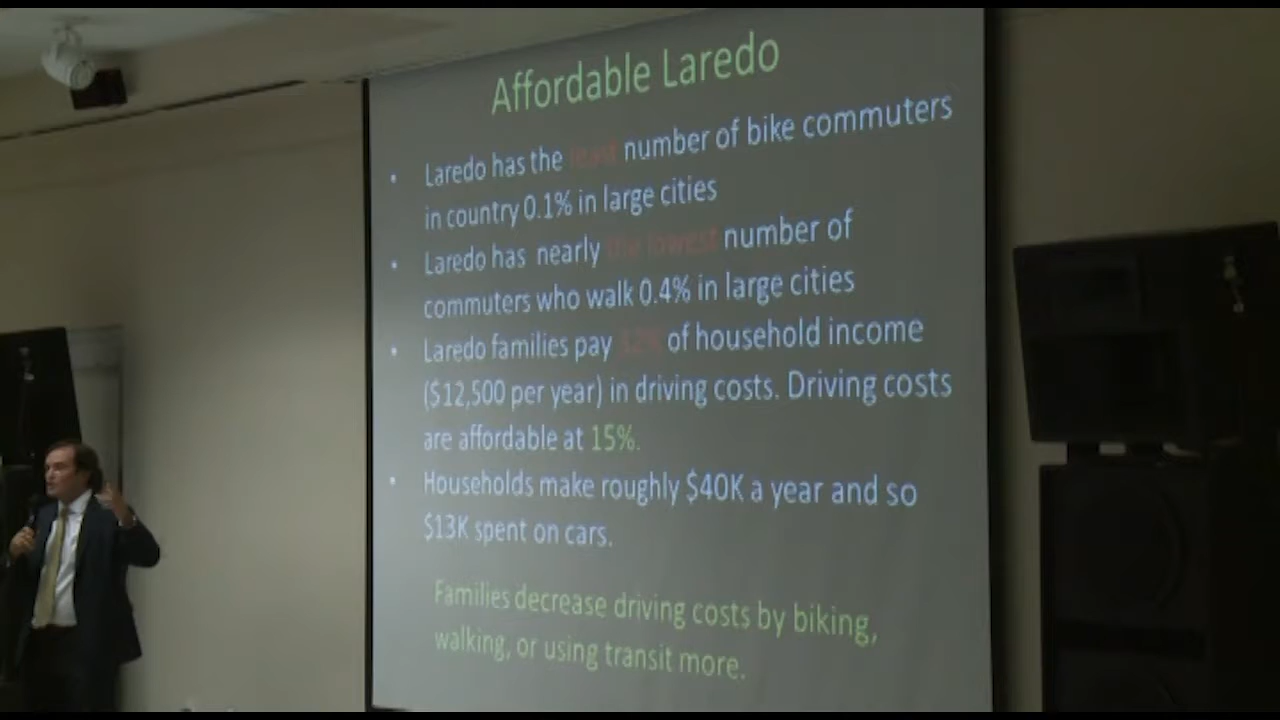 Affordable Laredo
• Laredo has the least number of bike commuters
in country 0.1% in large cities
• Laredo has nearly the lowest number of
commuters who walk 0.4% in large cities
• Laredo families pay of household income
($12,500 per year) in driving costs. Driving costs
are affordable at 15%.
• Households make roughly $40K a year and so
$13K spent on cars.
Families decrease driving costs by biking,
walking, or using transit more.